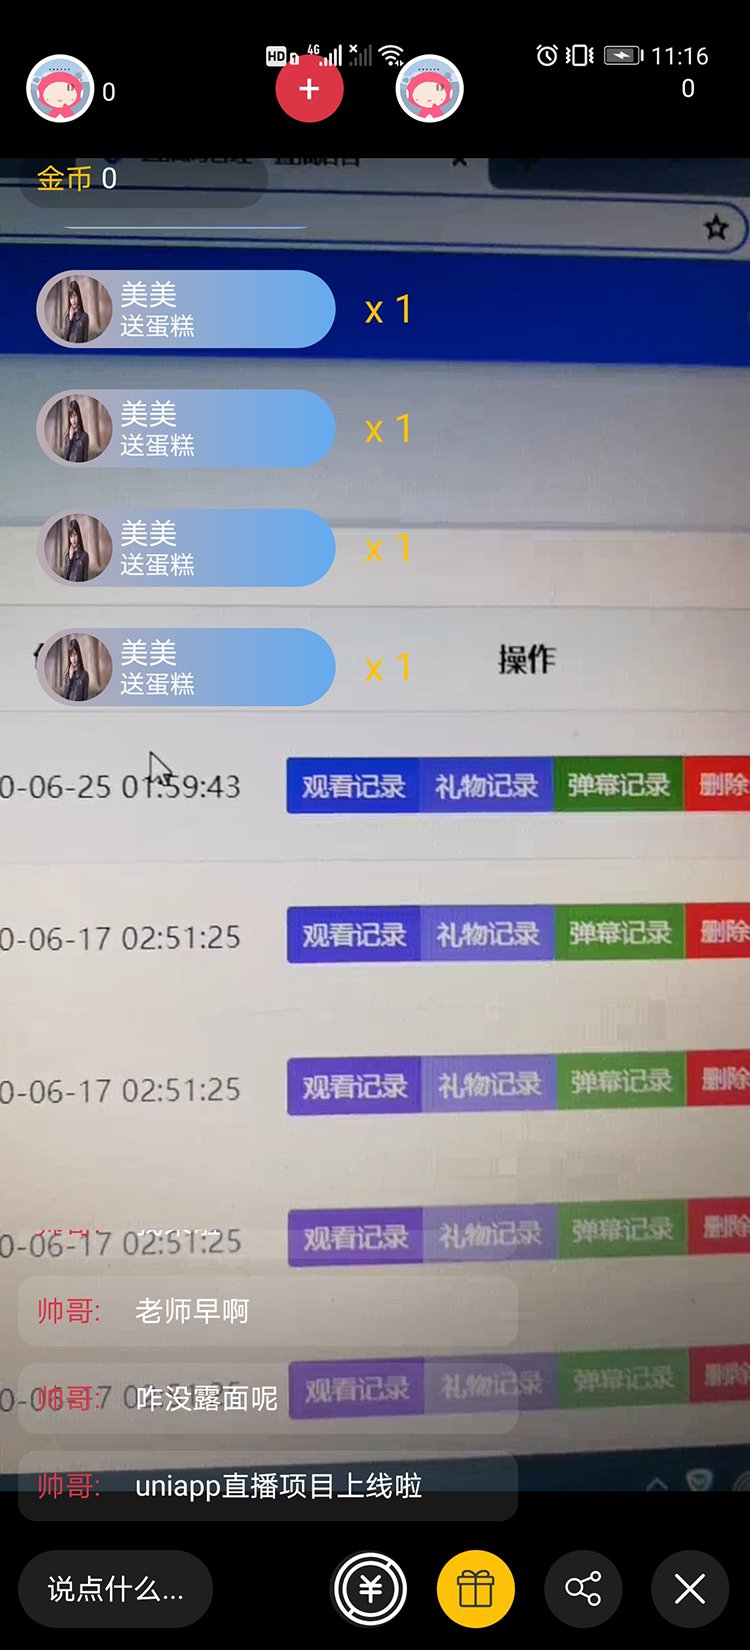 HD 1 4G 11:16
0 + 0
金币 0
美美
送蛋糕 x 1
美美
送蛋糕 x 1
美美
送蛋糕 x 1
美美
送蛋糕 x 1
操作
0-06-25 01:59:43 观看记录 礼物记录 弹幕记录 删除
0-06-17 02:51:25 观看记录 礼物记录 弹幕记录 删除
0-06-17 02:51:25 观看记录 礼物记录 弹幕记录 删除
0-06-17 02:51:25 观看记录 礼物记录 弹幕记录 删除
帅哥: 老师早啊
观看记录 礼物记录 弹幕记录 删除
帅哥: 咋没露面呢
帅哥: uniapp直播项目上线啦
说点什么... ¥